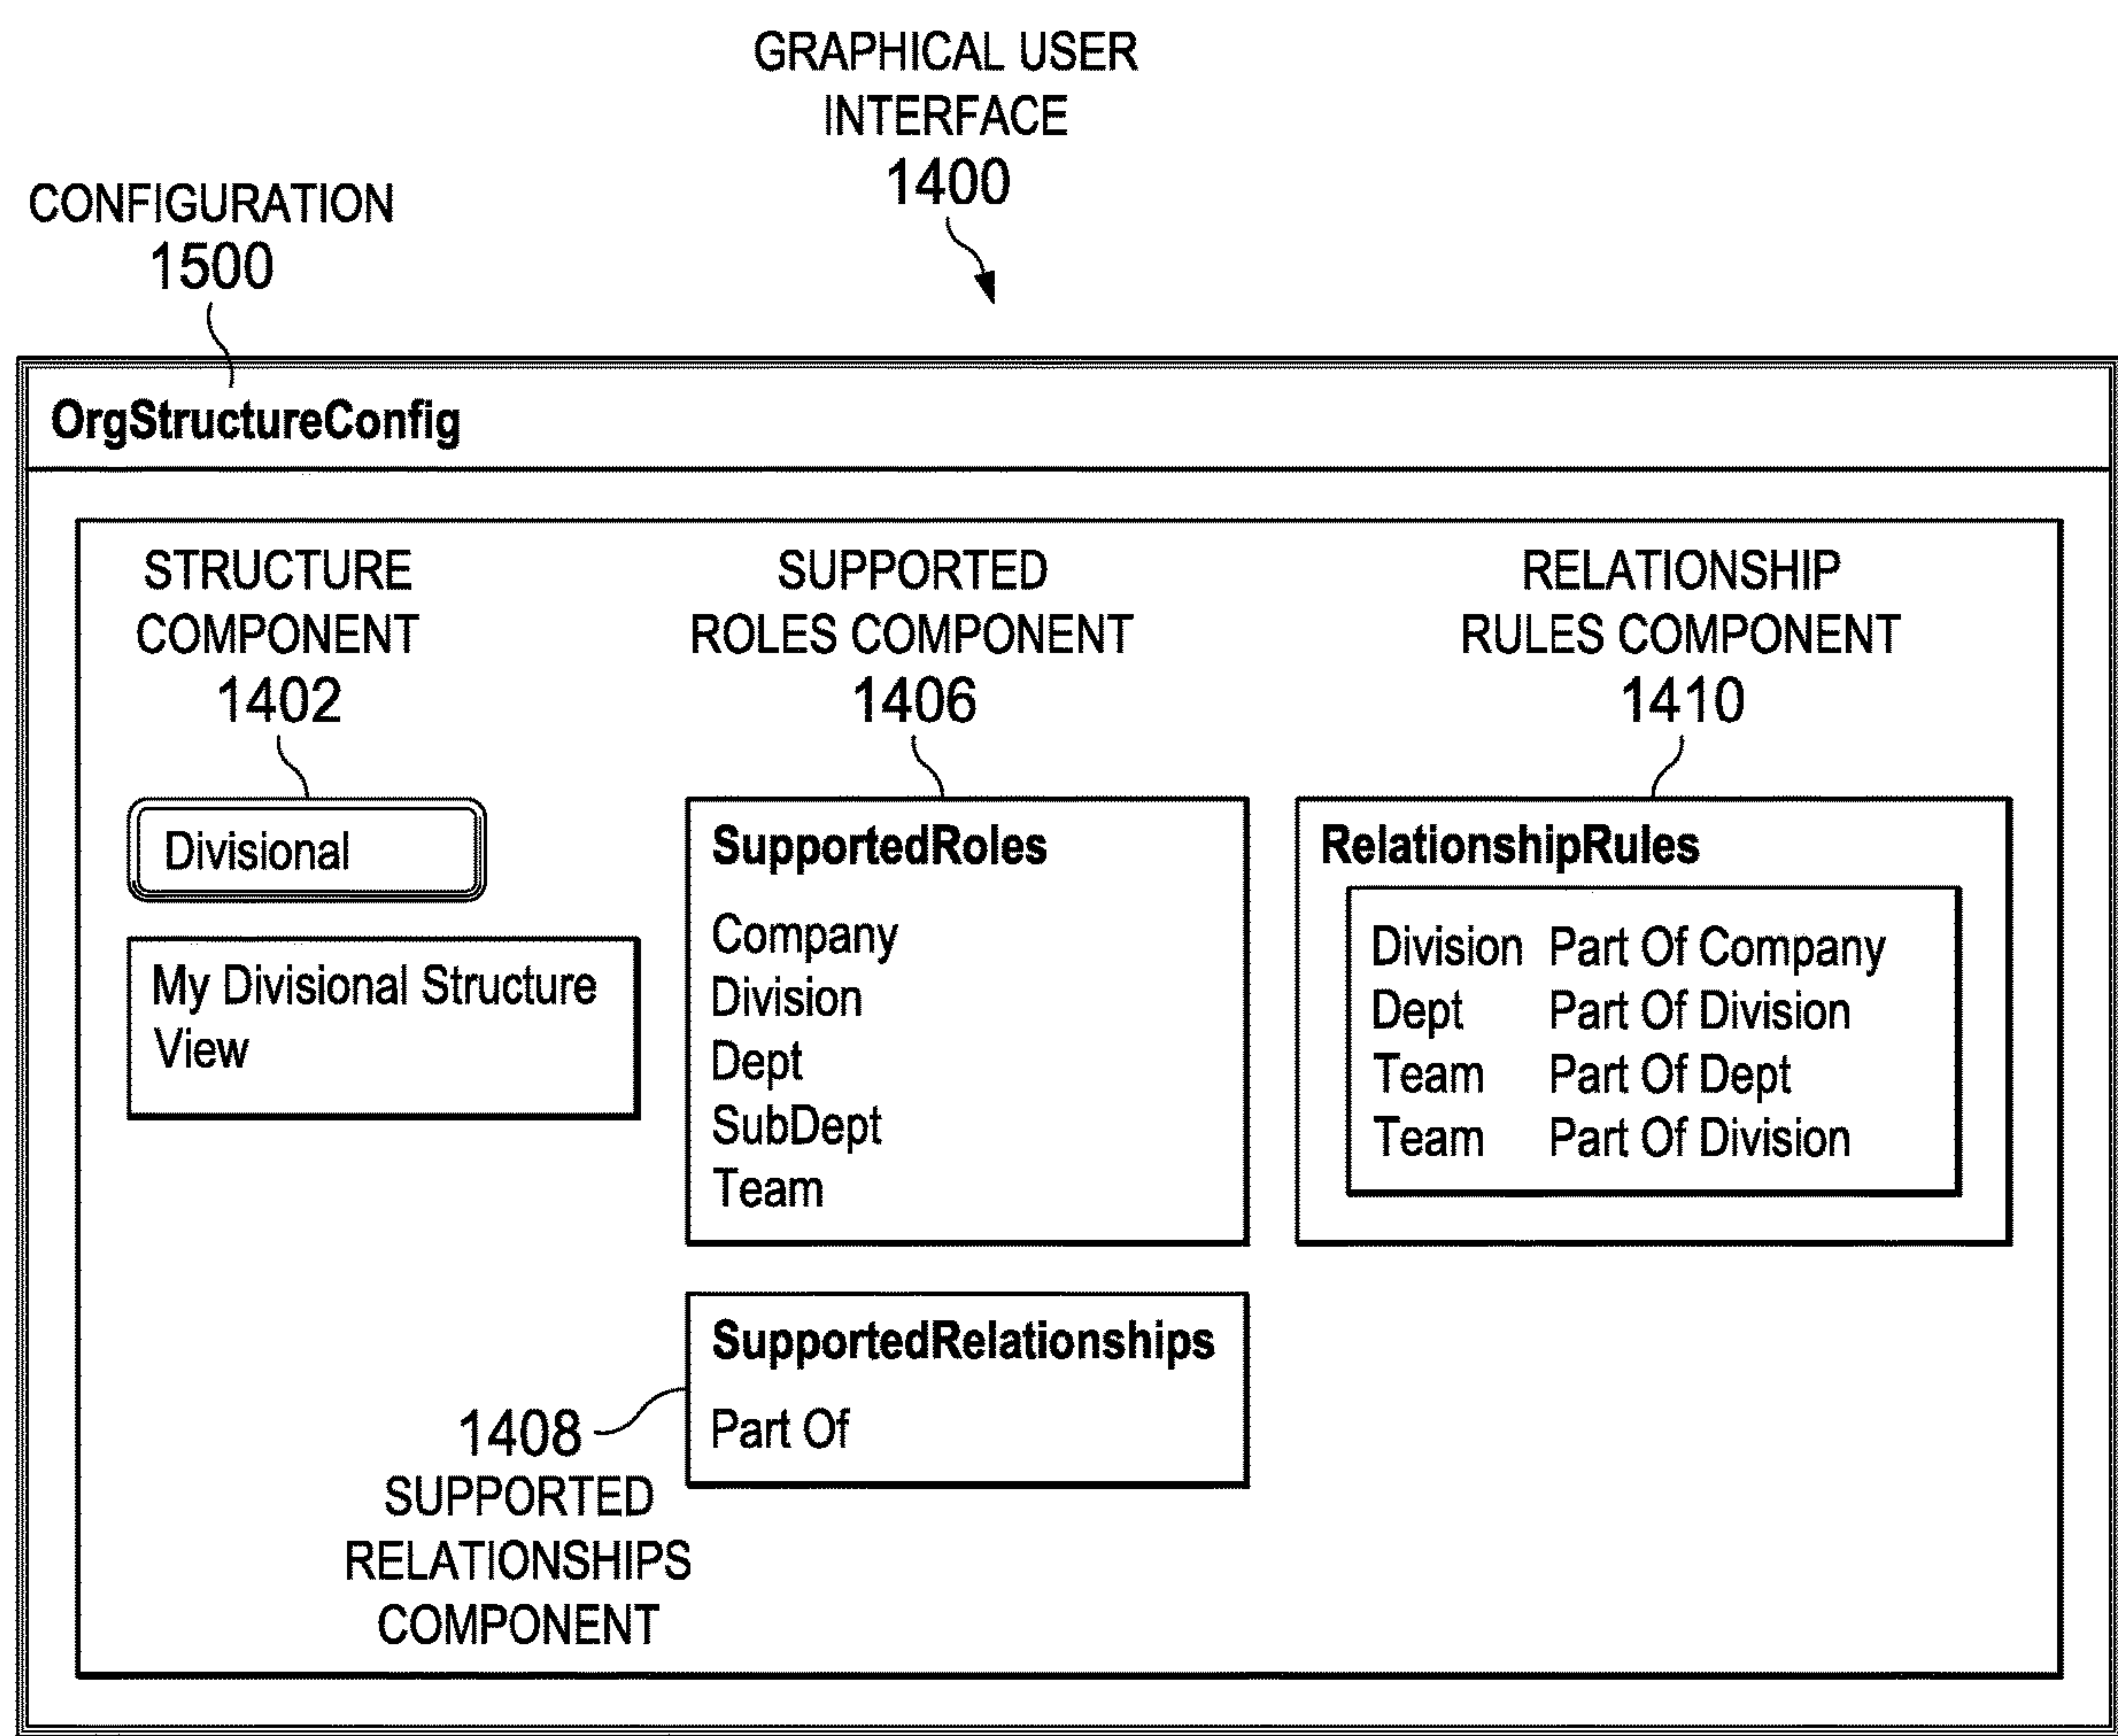 GRAPHICAL USER
INTERFACE
1400
CONFIGURATION
1500
OrgStructureConfig
STRUCTURE
COMPONENT
1402
Divisional
My Divisional Structure
View
SUPPORTED
ROLES COMPONENT
1406
SupportedRoles
Company
Division
Dept
SubDept
Team
RELATIONSHIP
RULES COMPONENT
1410
RelationshipRules
Division Part Of Company
Dept Part Of Division
Team Part Of Dept
Team Part Of Division
SupportedRelationships
Part Of
1408
SUPPORTED
RELATIONSHIPS
COMPONENT